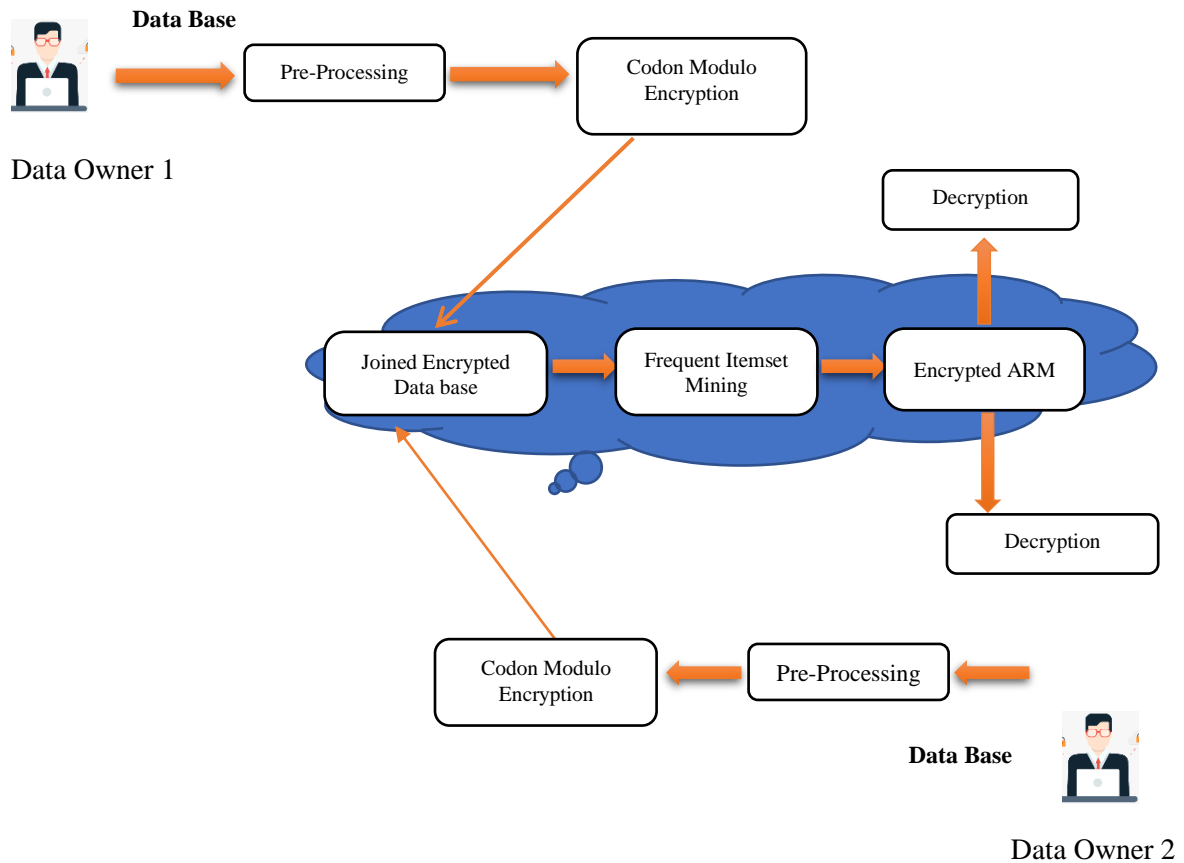 Data Base
Pre-Processing
Codon Modulo
Encryption
Data Owner 1
Decryption
Joined Encrypted
Data base
Frequent Itemset
Mining
Encrypted ARM
Decryption
Codon Modulo
Encryption
Pre-Processing
Data Base
Data Owner 2